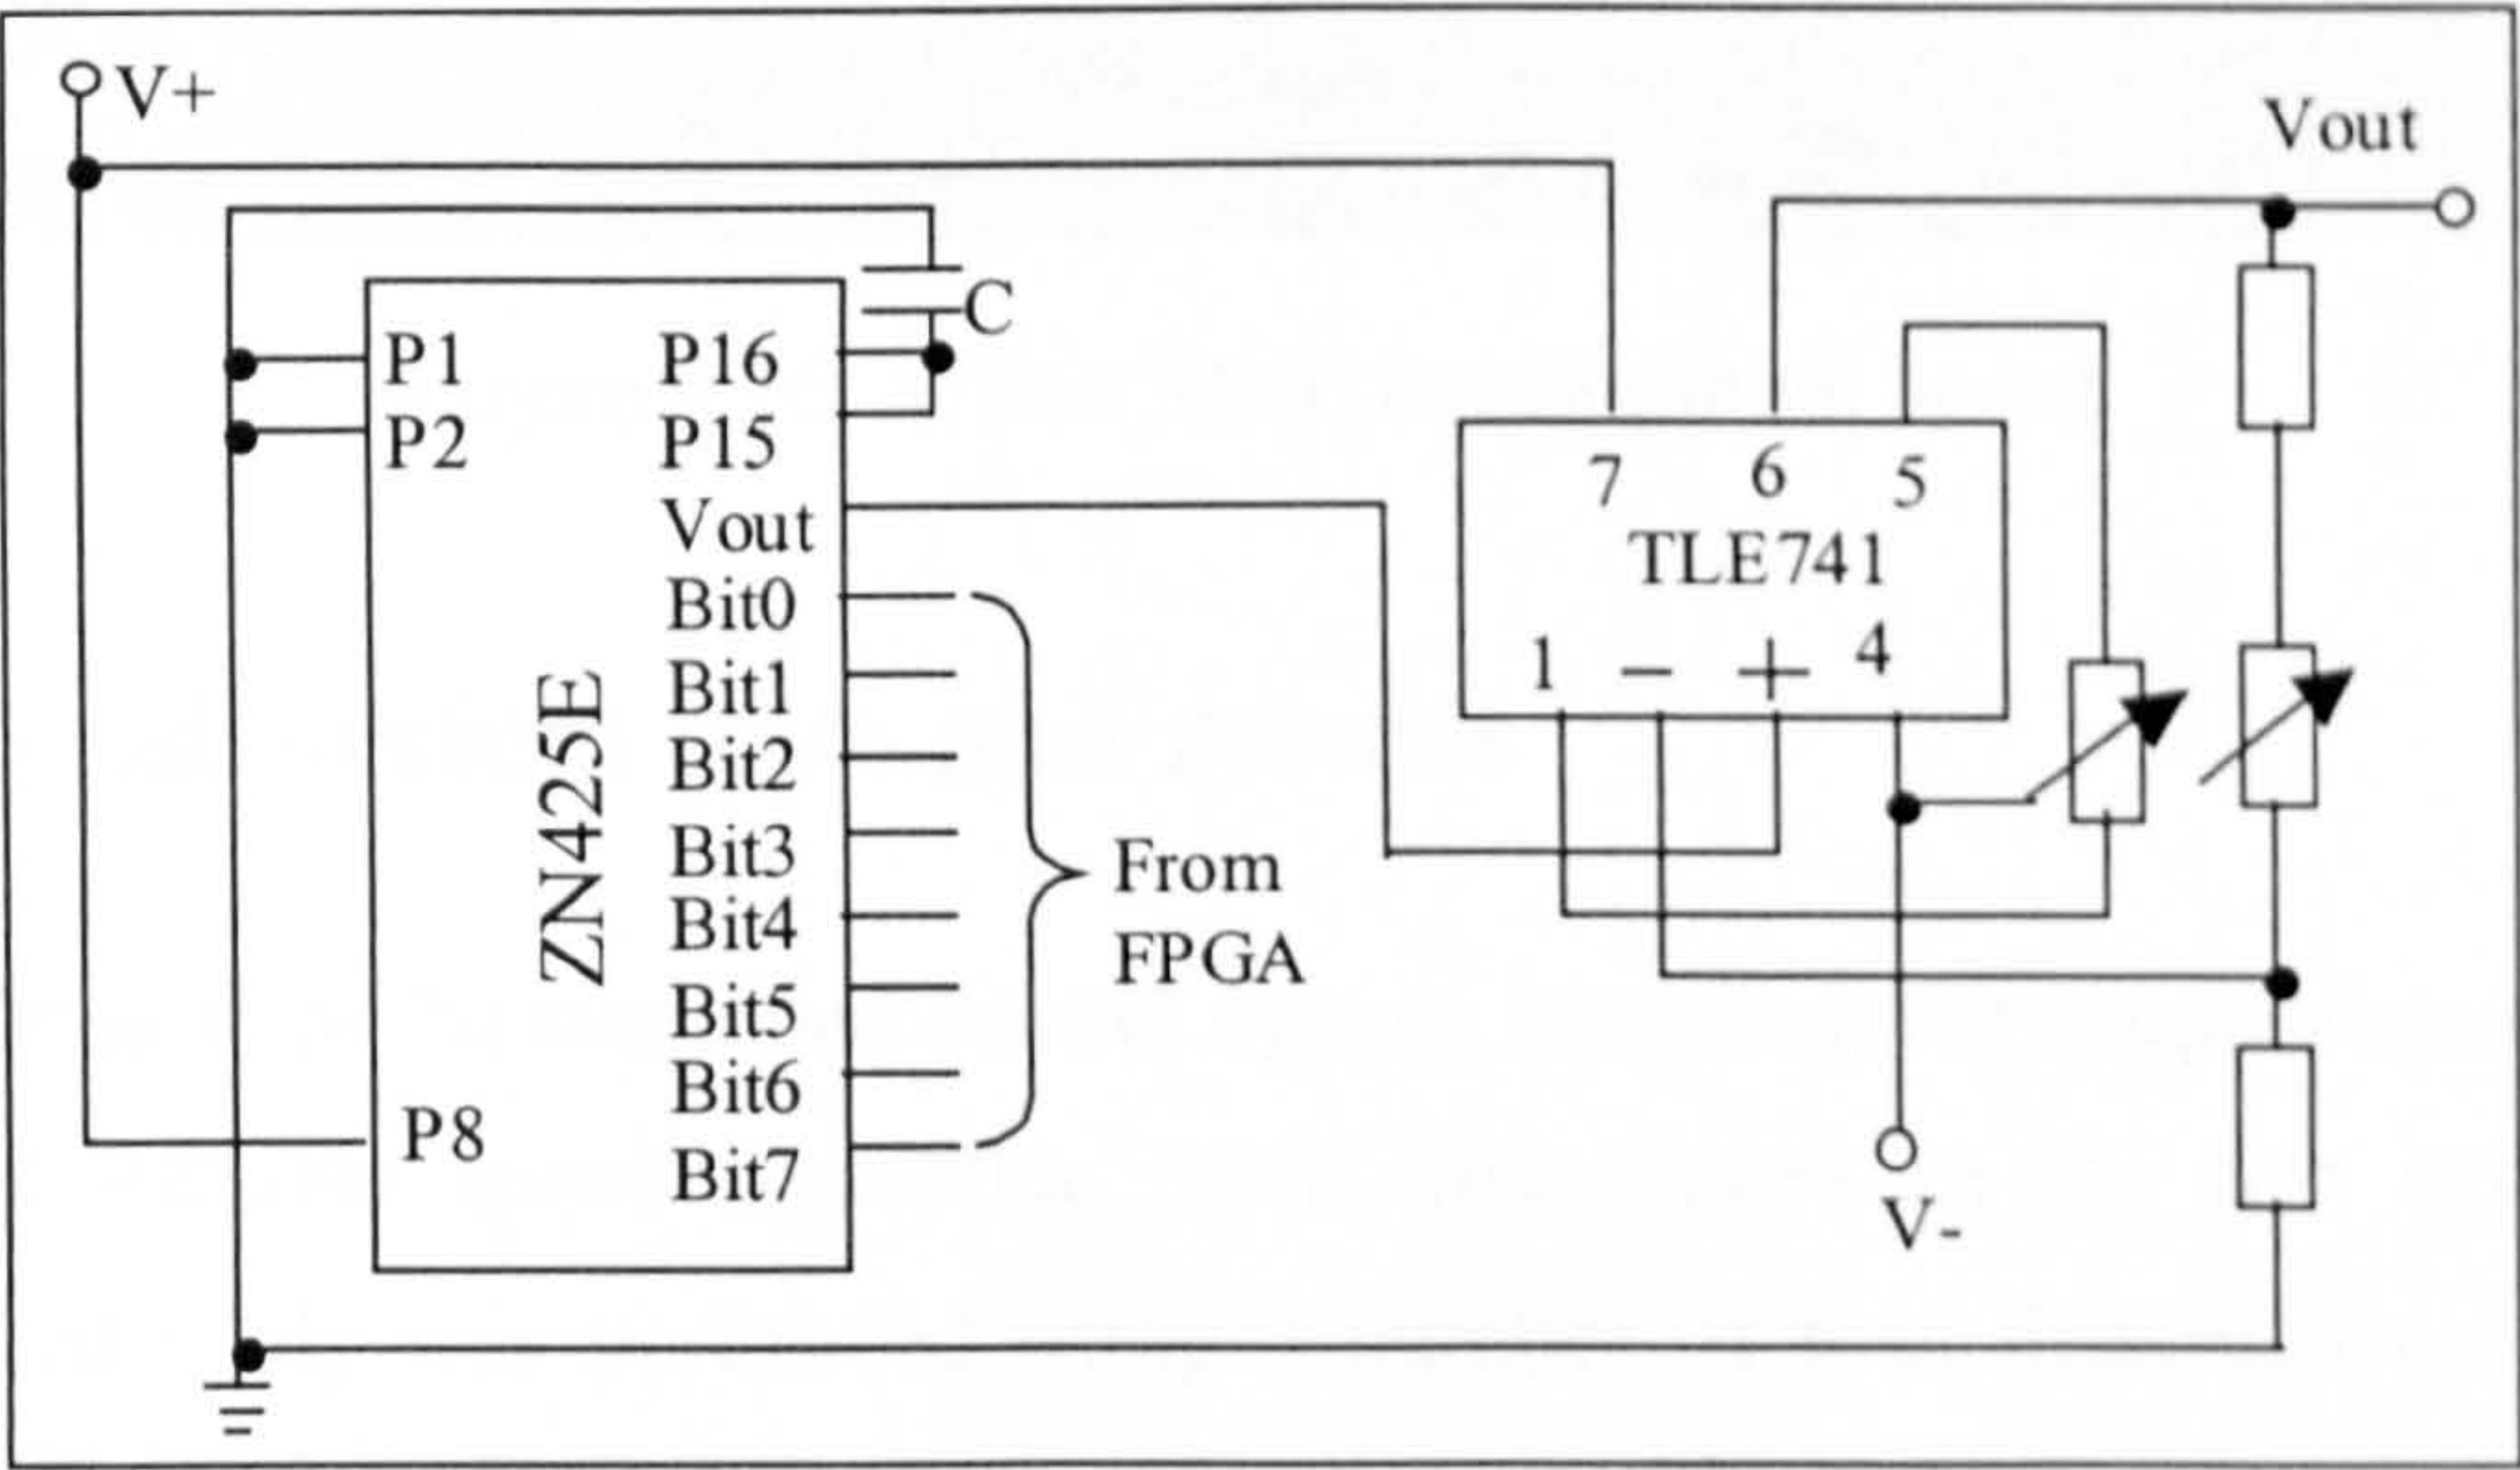 V+
Vout
C
P1
P16
P2
P15
Vout
Bit0
Bit1
Bit2
Bit3
Bit4
Bit5
Bit6
Bit7
P8
ZN425E
From
FPGA
7 6 5
TLE741
1 − + 4
V-